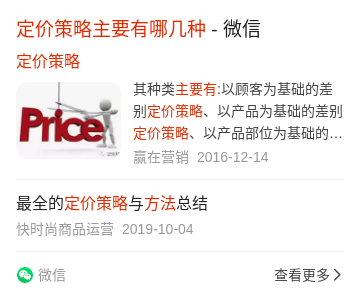 定价策略主要有哪几种 - 微信
定价策略
Price
其种类主要有:以顾客为基础的差
别定价策略、以产品为基础的差别
定价策略、以产品部位为基础的...
赢在营销 2016-12-14
最全的定价策略与方法总结
快时尚商品运营 2019-10-04
微信
查看更多